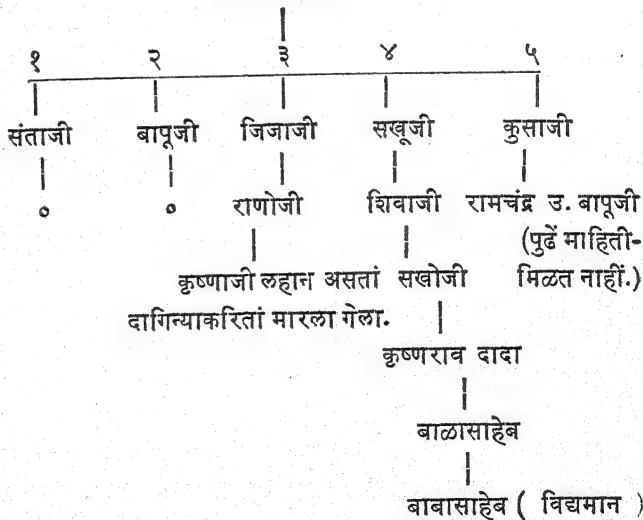 १ २ ३ ४ ५
संताजी बापूजी जिजाजी सखूजी कुसाजी
० ० राणोजी शिवाजी रामचंद्र उ. बापूजी
(पुढें माहिती-
कृष्णाजी लहान असतां सखोजी मिळत नाहीं.)
दागिन्याकरितां मारला गेला.
कृष्णराव दादा
बाळासाहेब
बाबासाहेब ( विद्यमान )